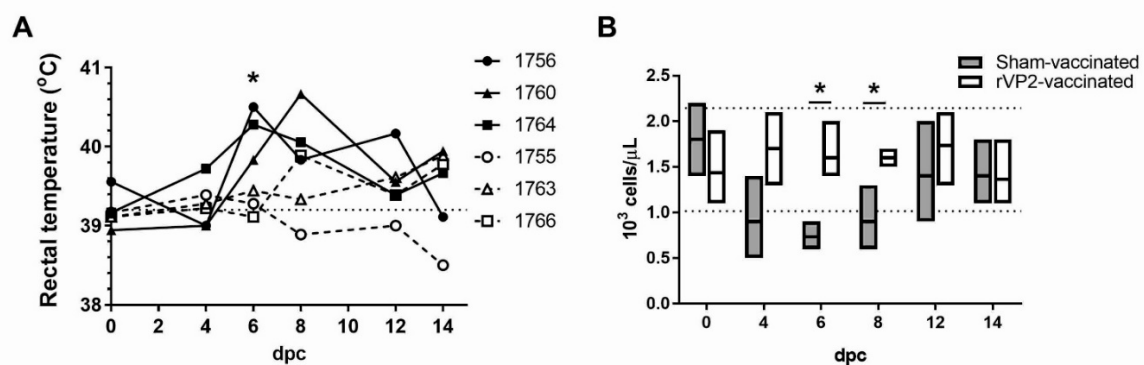 A
Rectal temperature (°C)
41
40
39
38
*
0 2 4 6 8 10 12 14
dpc
1756
1760
1764
1755
1763
1766
B
Sham-vaccinated
rVP2-vaccinated
10³ cells/μL
2.5
2.0
1.5
1.0
0.5
0.0
* *
0 4 6 8 12 14
dpc